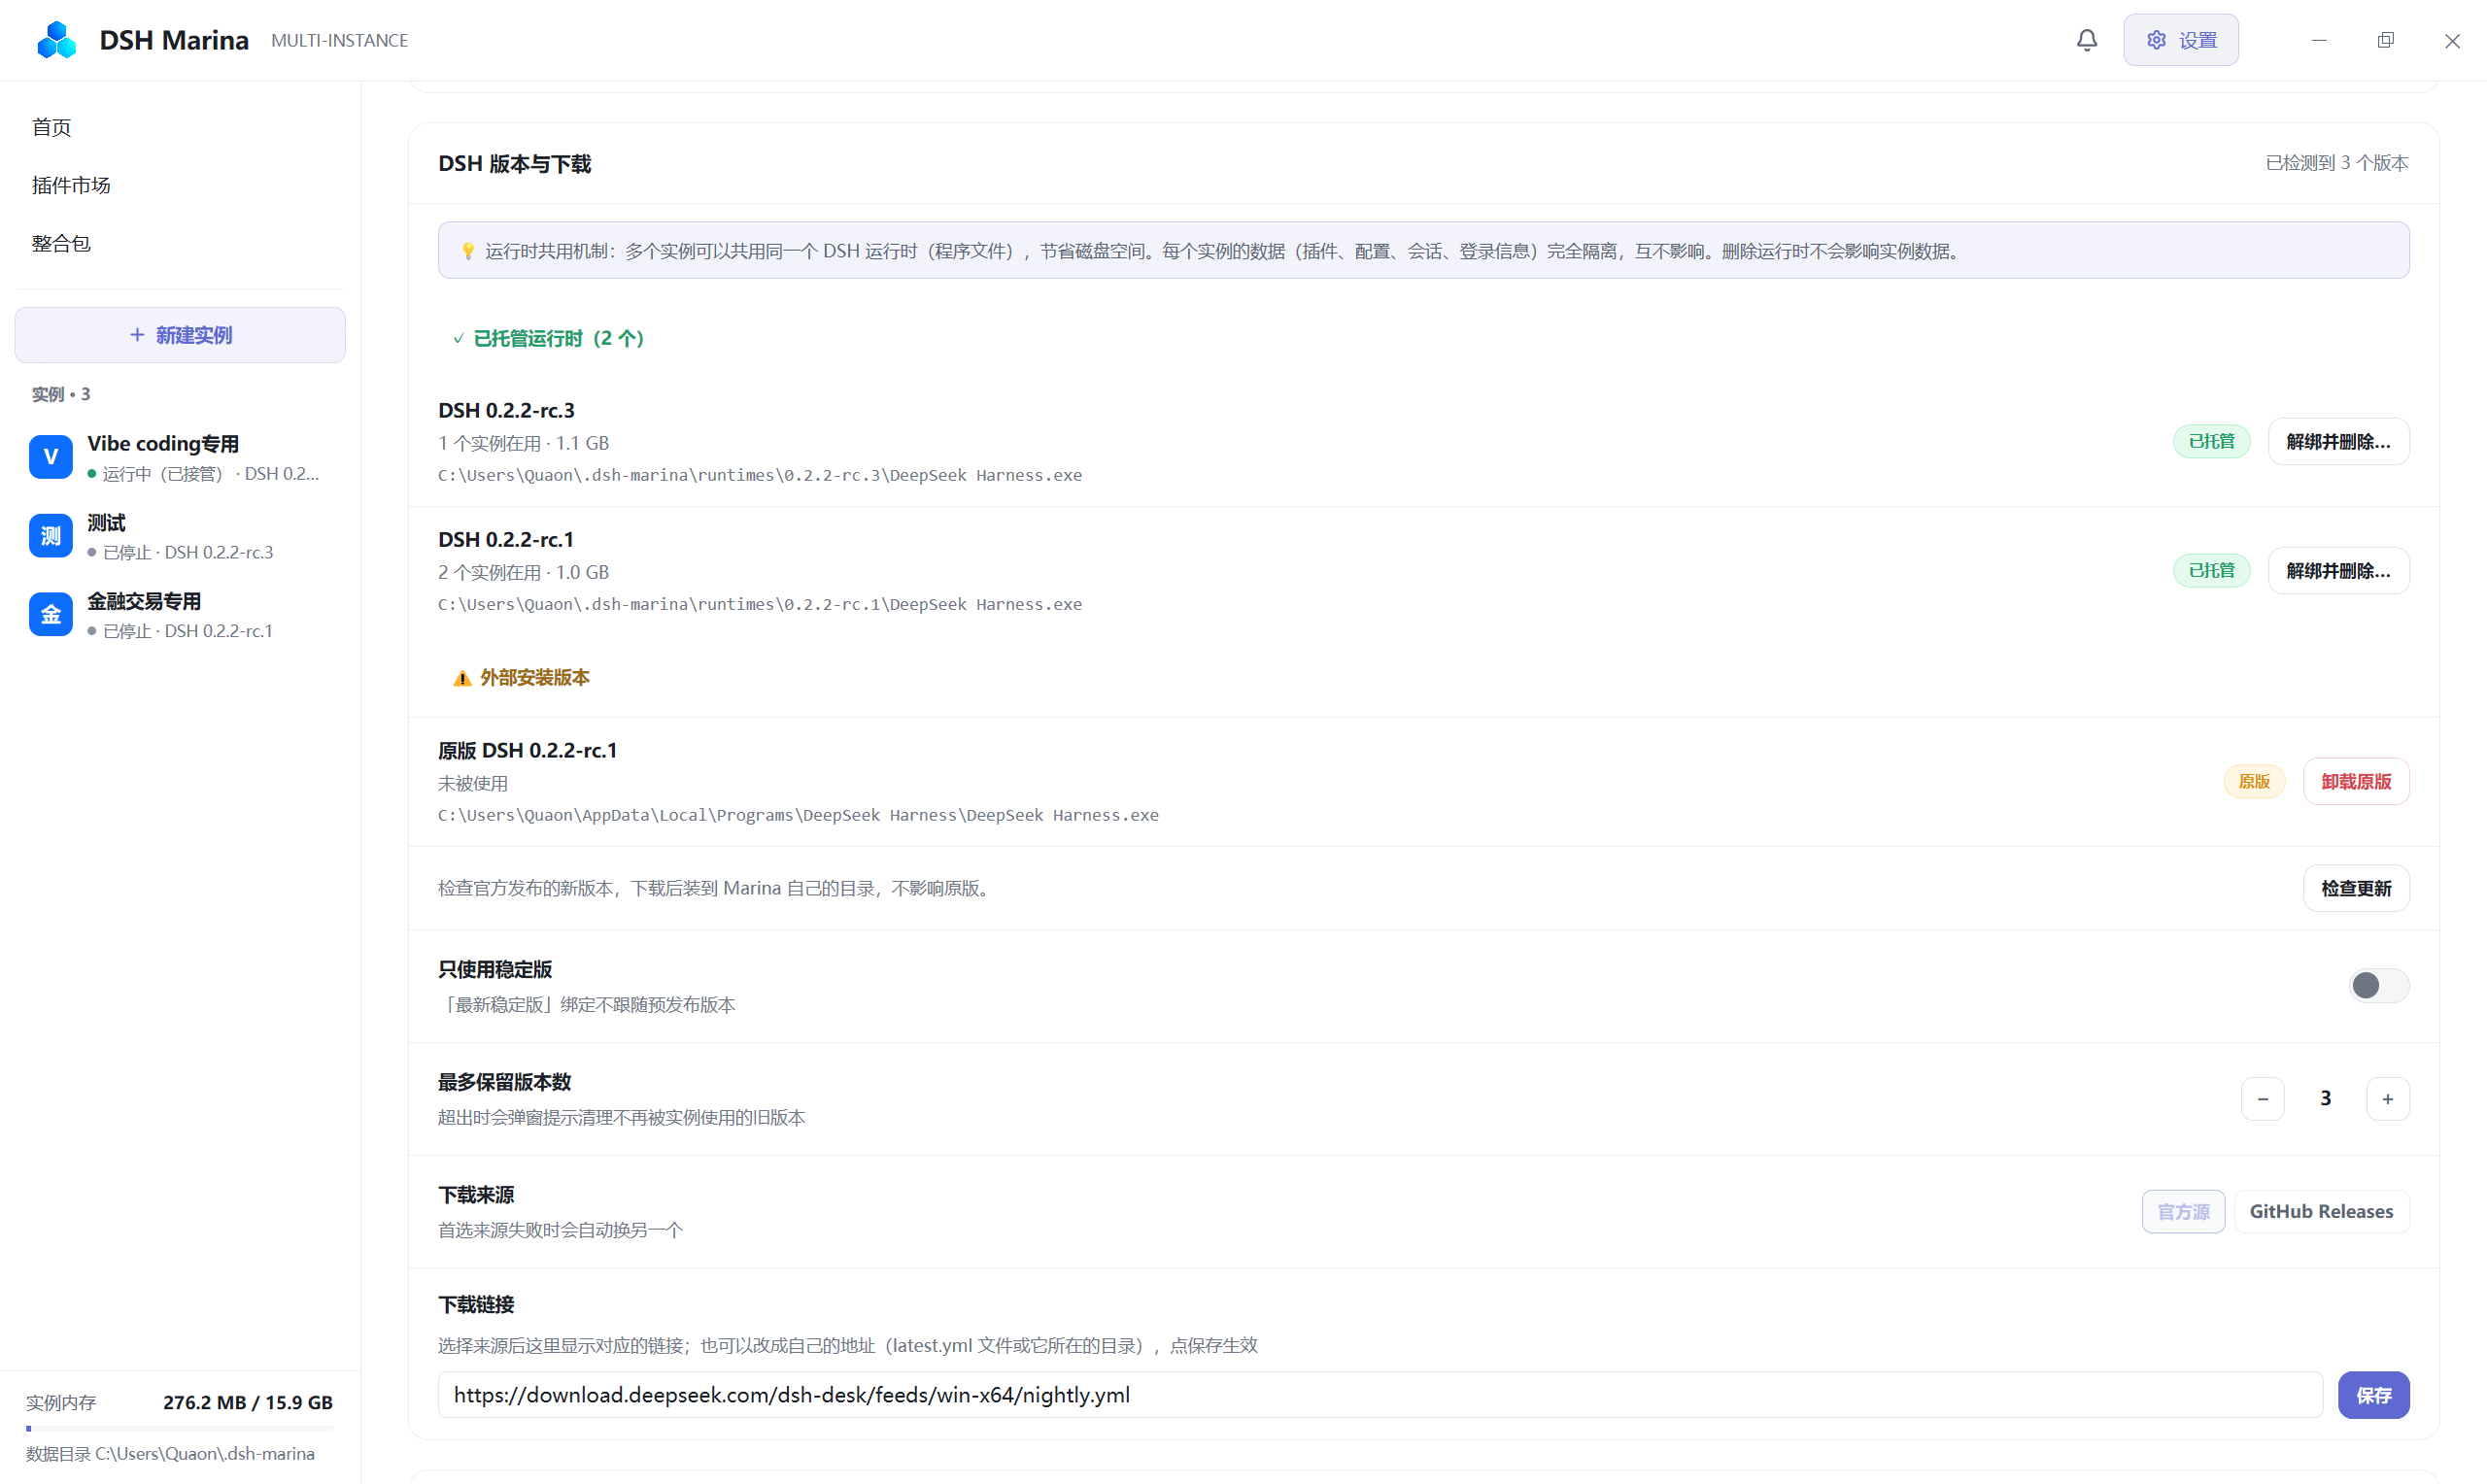 DSH Marina MULTI-INSTANCE
设置
首页
插件市场
整合包
+ 新建实例
实例 • 3
V
Vibe coding专用
运行中（已接管） · DSH 0.2...
测
测试
已停止 · DSH 0.2.2-rc.3
金
金融交易专用
已停止 · DSH 0.2.2-rc.1
实例内存 276.2 MB / 15.9 GB
数据目录 C:\Users\Quaon\.dsh-marina
DSH 版本与下载
已检测到 3 个版本
运行时共用机制：多个实例可以共用同一个 DSH 运行时（程序文件），节省磁盘空间。每个实例的数据（插件、配置、会话、登录信息）完全隔离，互不影响。删除运行时不会影响实例数据。
✓ 已托管运行时（2 个）
DSH 0.2.2-rc.3
1 个实例在用 · 1.1 GB
C:\Users\Quaon\.dsh-marina\runtimes\0.2.2-rc.3\DeepSeek Harness.exe
已托管
解绑并删除...
DSH 0.2.2-rc.1
2 个实例在用 · 1.0 GB
C:\Users\Quaon\.dsh-marina\runtimes\0.2.2-rc.1\DeepSeek Harness.exe
已托管
解绑并删除...
外部安装版本
原版 DSH 0.2.2-rc.1
未被使用
C:\Users\Quaon\AppData\Local\Programs\DeepSeek Harness\DeepSeek Harness.exe
原版
卸载原版
检查官方发布的新版本，下载后装到 Marina 自己的目录，不影响原版。
检查更新
只使用稳定版
「最新稳定版」绑定不跟随预发布版本
最多保留版本数
超出时会弹窗提示清理不再被实例使用的旧版本
− 3 +
下载来源
首选来源失败时会自动换另一个
官方源
GitHub Releases
下载链接
选择来源后这里显示对应的链接；也可以改成自己的地址（latest.yml 文件或它所在的目录），点保存生效
https://download.deepseek.com/dsh-desk/feeds/win-x64/nightly.yml
保存